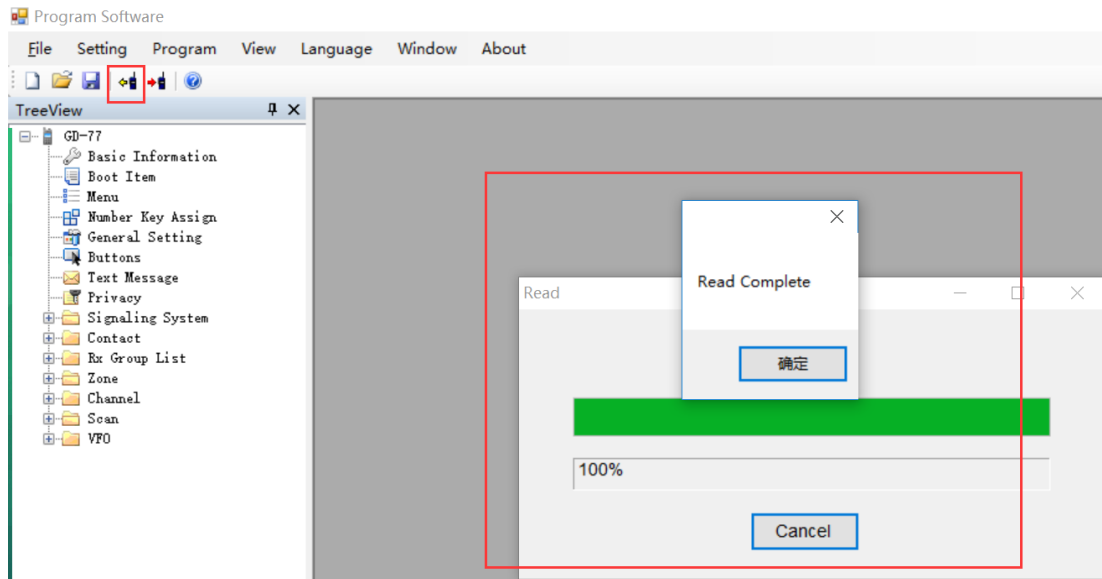 Program Software
File Setting Program View Language Window About
TreeView
GD-77
Basic Information
Boot Item
Menu
Number Key Assign
General Setting
Buttons
Text Message
Privacy
Signaling System
Contact
Rx Group List
Zone
Channel
Scan
VFO
Read Complete
确定
Read
100%
Cancel